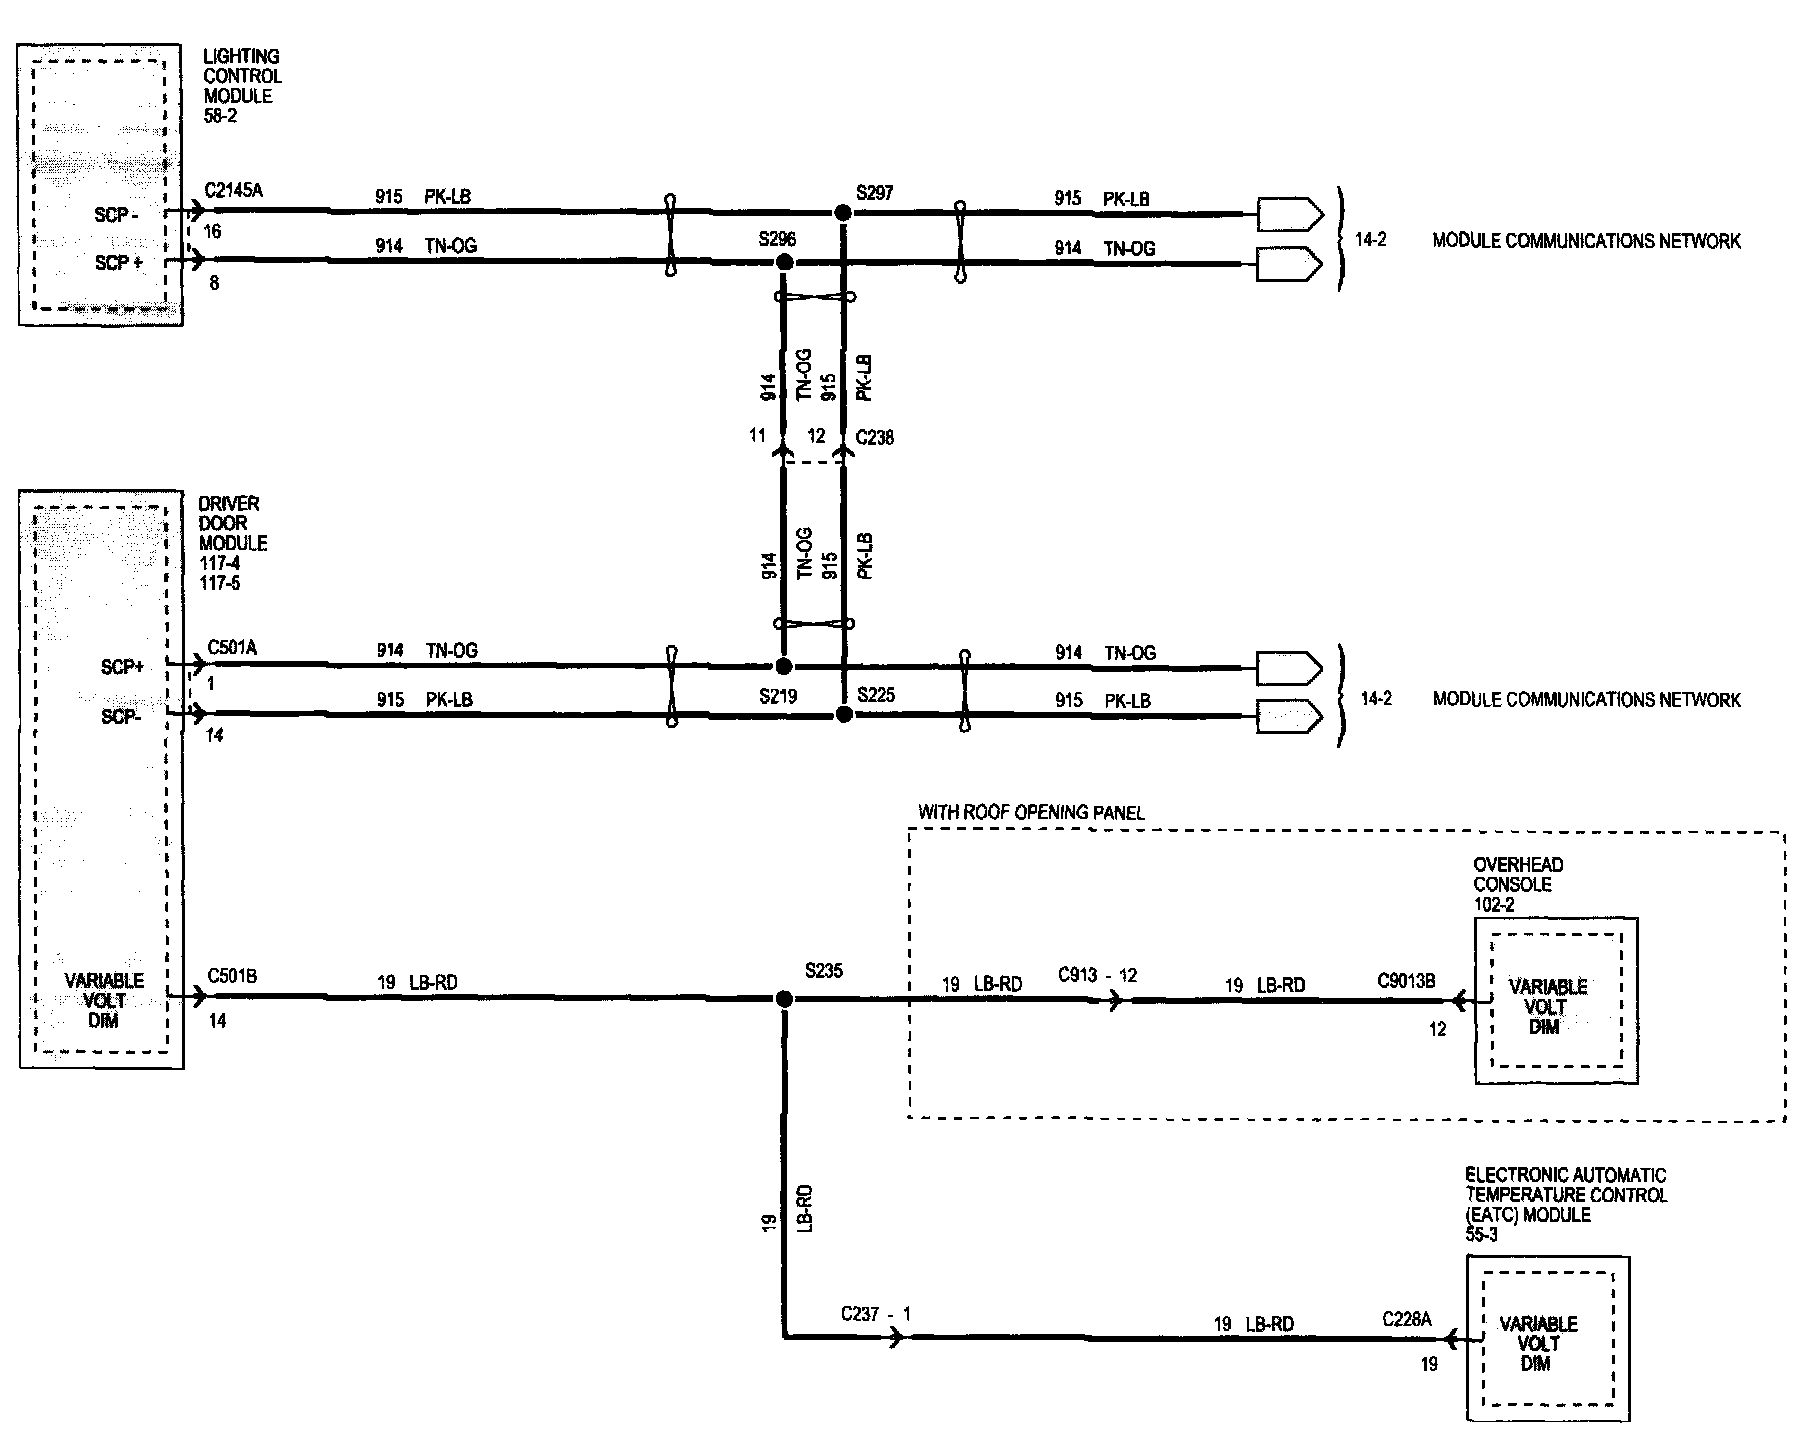 LIGHTING
CONTROL
MODULE
58-2
C2145A
915 PK-LB
S297
915 PK-LB
SCP -
16
914 TN-OG
S296
914 TN-OG
14-2 MODULE COMMUNICATIONS NETWORK
SCP +
8
914
TN-OG
915
PK-LB
11
12
C238
DRIVER
DOOR
MODULE
117-4
117-5
914
TN-OG
915
PK-LB
C501A
914 TN-OG
914 TN-OG
SCP+
1
915 PK-LB
S219
S225
915 PK-LB
14-2 MODULE COMMUNICATIONS NETWORK
SCP-
14
WITH ROOF OPENING PANEL
OVERHEAD
CONSOLE
102-2
VARIABLE
VOLT
DIM
C501B
14
19 LB-RD
S235
19 LB-RD
C913 - 12
19 LB-RD
C9013B
12
VARIABLE
VOLT
DIM
ELECTRONIC AUTOMATIC
TEMPERATURE CONTROL
(EATC) MODULE
55-3
19
LB-RD
C237 - 1
19 LB-RD
C228A
19
VARIABLE
VOLT
DIM